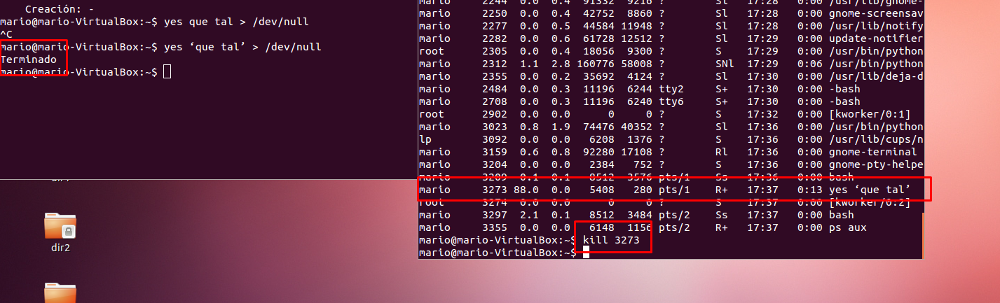 Creación: -
mario@mario-VirtualBox:~$ yes que tal > /dev/null
^C
mario@mario-VirtualBox:~$ yes ‘que tal’ > /dev/null
Terminado
mario@mario-VirtualBox:~$
mario 2244 0.0 0.4 91332 9216 ? Sl 17:28 0:00 /usr/lib/gnome-
mario 2250 0.0 0.4 42752 8860 ? Sl 17:28 0:00 gnome-screensav
mario 2277 0.0 0.5 44584 11948 ? Sl 17:28 0:00 /usr/lib/notify
mario 2282 0.0 0.6 61728 12512 ? Sl 17:29 0:00 update-notifier
root 2305 0.0 0.4 18056 9300 ? S 17:29 0:00 /usr/bin/python
mario 2312 1.1 2.8 160776 58008 ? SNl 17:29 0:06 /usr/bin/python
mario 2355 0.0 0.2 35692 4124 ? Sl 17:29 0:00 /usr/lib/deja-d
mario 2484 0.0 0.3 11196 6244 tty2 S+ 17:30 0:00 -bash
mario 2708 0.0 0.3 11196 6240 tty6 S+ 17:30 0:00 -bash
root 2902 0.0 0.0 0 0 ? S 17:32 0:00 [kworker/0:1]
mario 3023 0.8 1.9 74476 40352 ? Sl 17:36 0:00 /usr/bin/python
lp 3092 0.0 0.0 6208 1376 ? S 17:36 0:00 /usr/lib/cups/n
mario 3159 0.6 0.8 92280 17108 ? Rl 17:36 0:00 gnome-terminal
mario 3204 0.0 0.0 2384 752 ? S 17:36 0:00 gnome-pty-helpe
mario 3209 0.1 0.1 8512 3576 pts/1 Ss 17:36 0:00 bash
mario 3273 88.0 0.0 5408 280 pts/1 R+ 17:37 0:13 yes ‘que tal’
root 3274 0.0 0.0 0 0 ? S 17:37 0:00 [kworker/0:2]
mario 3297 2.1 0.1 8512 3484 pts/2 Ss 17:37 0:00 bash
mario 3355 0.0 0.0 6148 1156 pts/2 R+ 17:37 0:00 ps aux
mario@mario-VirtualBox:~$ kill 3273
mario@mario-VirtualBox:~$
dir2